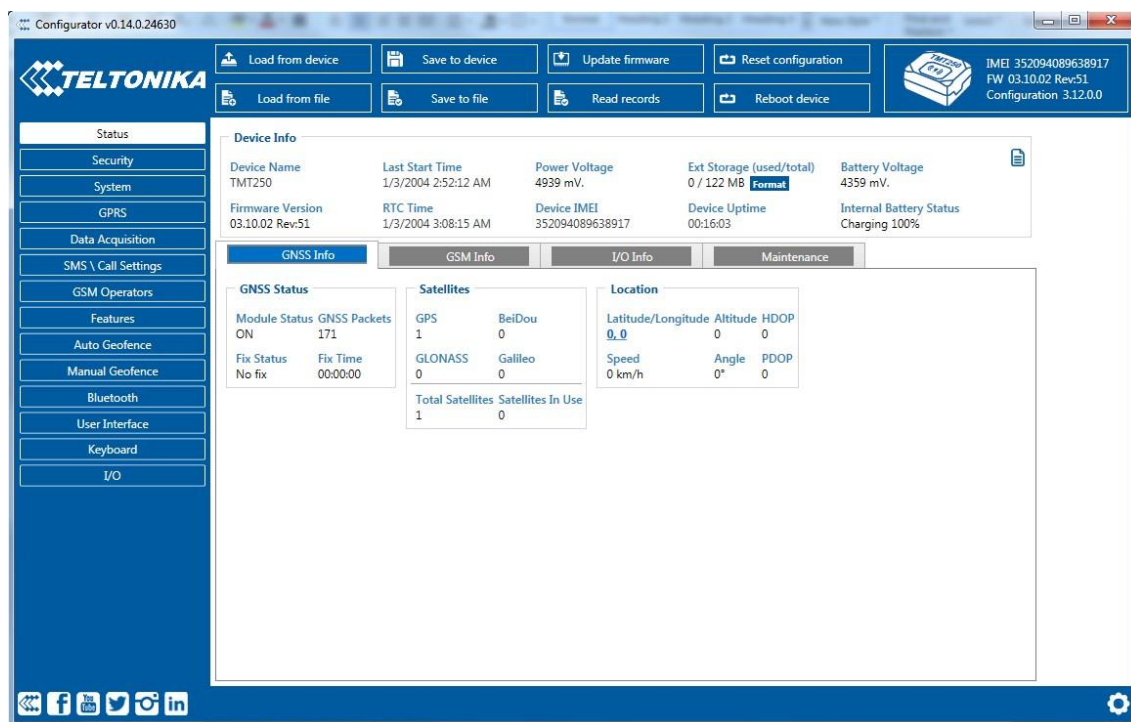 Configurator v0.14.0.24630
TELTONIKA
Load from device
Save to device
Update firmware
Reset configuration
Load from file
Save to file
Read records
Reboot device
TMT250
IMEI 352094089638917
FW 03.10.02 Rev:51
Configuration 3.12.0.0
Status
Security
System
GPRS
Data Acquisition
SMS \ Call Settings
GSM Operators
Features
Auto Geofence
Manual Geofence
Bluetooth
User Interface
Keyboard
I/O
Device Info
Device Name Last Start Time Power Voltage Ext Storage (used/total) Battery Voltage
TMT250 1/3/2004 2:52:12 AM 4939 mV. 0 / 122 MB Format 4359 mV.
Firmware Version RTC Time Device IMEI Device Uptime Internal Battery Status
03.10.02 Rev:51 1/3/2004 3:08:15 AM 352094089638917 00:16:03 Charging 100%
GNSS Info GSM Info I/O Info Maintenance
GNSS Status
Module Status GNSS Packets
ON 171
Fix Status Fix Time
No fix 00:00:00
Satellites
GPS BeiDou
1 0
GLONASS Galileo
0 0
Total Satellites Satellites In Use
1 0
Location
Latitude/Longitude Altitude HDOP
0, 0 0 0
Speed Angle PDOP
0 km/h 0° 0
You
Tube
in